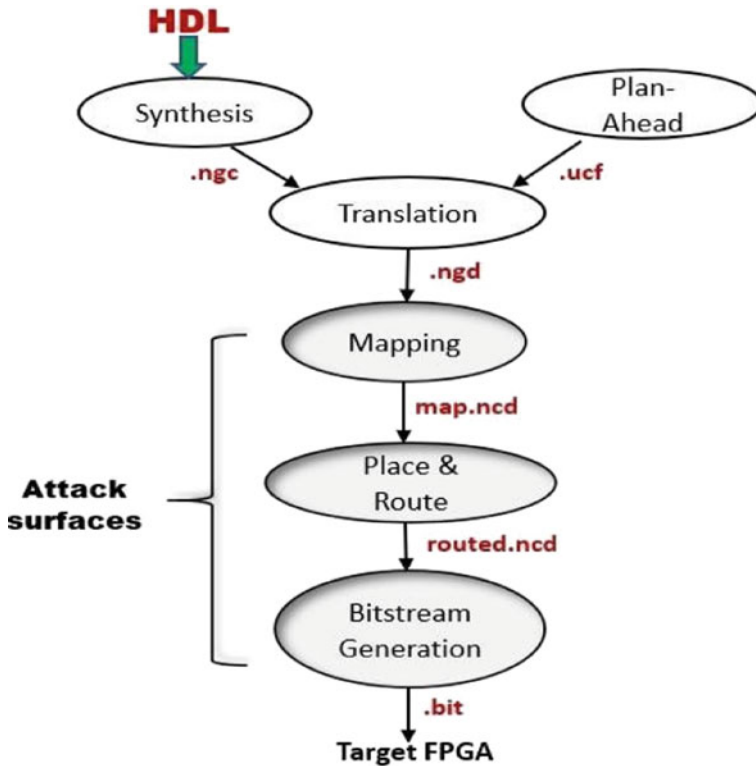 HDL
Synthesis
Plan-
Ahead
.ngc
.ucf
Translation
.ngd
Mapping
map.ncd
Attack
surfaces
Place &
Route
routed.ncd
Bitstream
Generation
.bit
Target FPGA